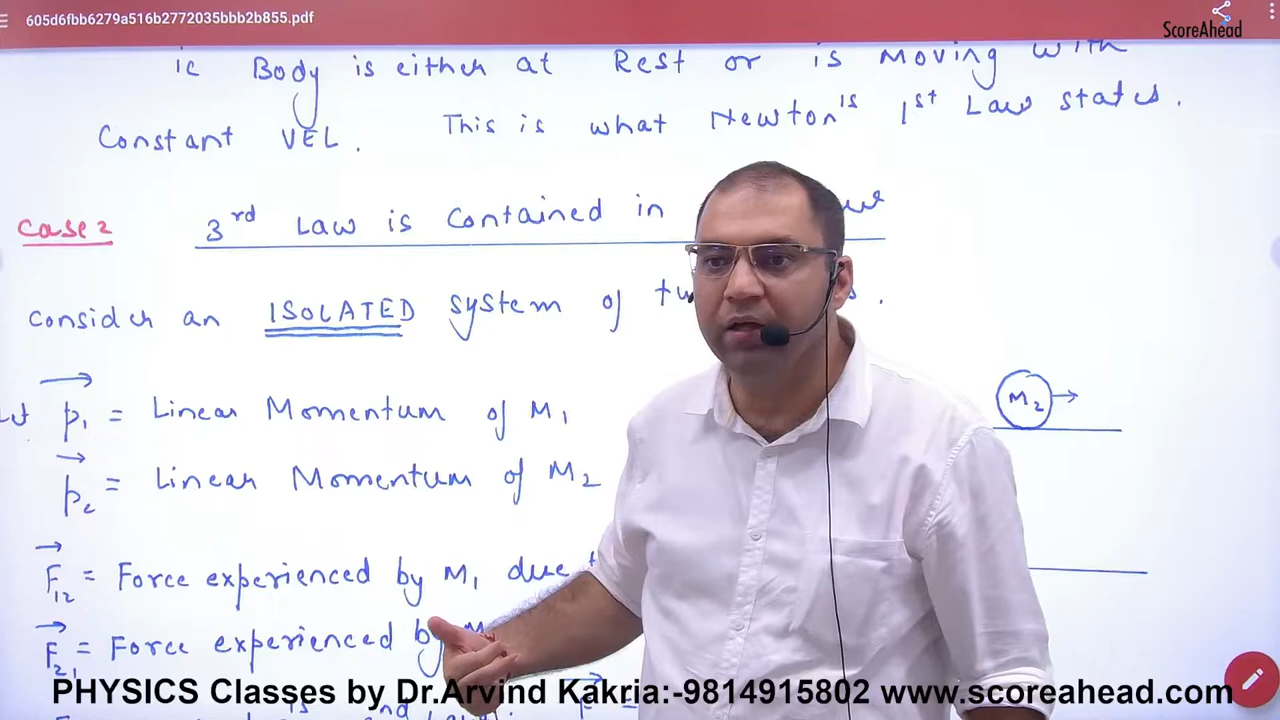 605d6fbb6279a516b2772035bbb2b855.pdf
ScoreAhead
ie Body is either at Rest or is moving with
Constant VEL. This is what Newton's 1st Law states.
Case 2 3rd Law is contained in
consider an ISOLATED system of
Let p1 = Linear Momentum of M1
M2
p2 = Linear Momentum of M2
F12 = Force experienced by M1 due
F21 = Force experienced by
PHYSICS Classes by Dr.Arvind Kakria:-9814915802 www.scoreahead.com